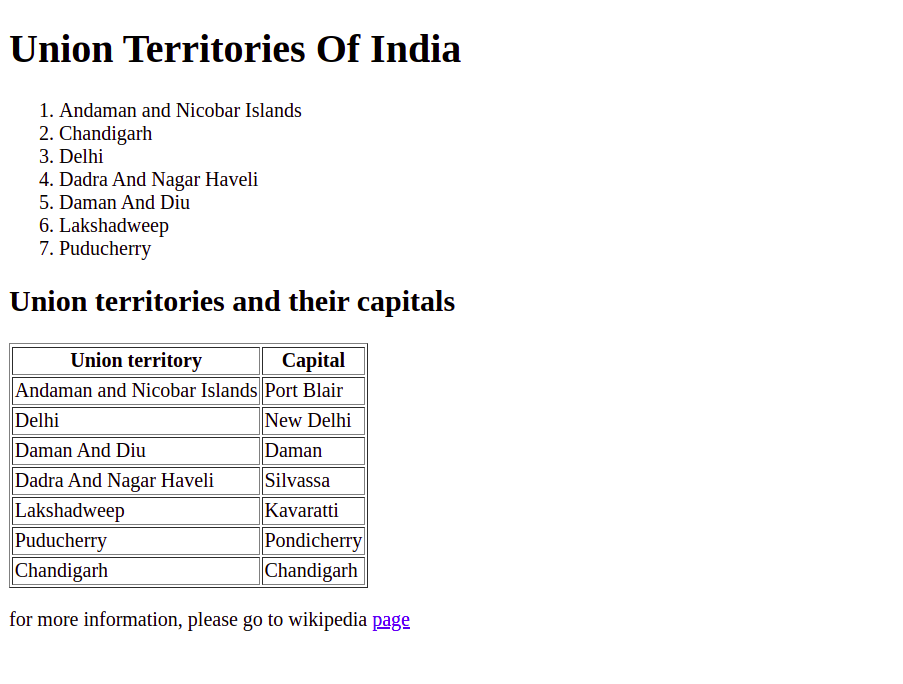 Union Territories Of India
1. Andaman and Nicobar Islands
2. Chandigarh
3. Delhi
4. Dadra And Nagar Haveli
5. Daman And Diu
6. Lakshadweep
7. Puducherry
Union territories and their capitals
Union territory Capital
Andaman and Nicobar Islands Port Blair
Delhi New Delhi
Daman And Diu Daman
Dadra And Nagar Haveli Silvassa
Lakshadweep Kavaratti
Puducherry Pondicherry
Chandigarh Chandigarh
for more information, please go to wikipedia page